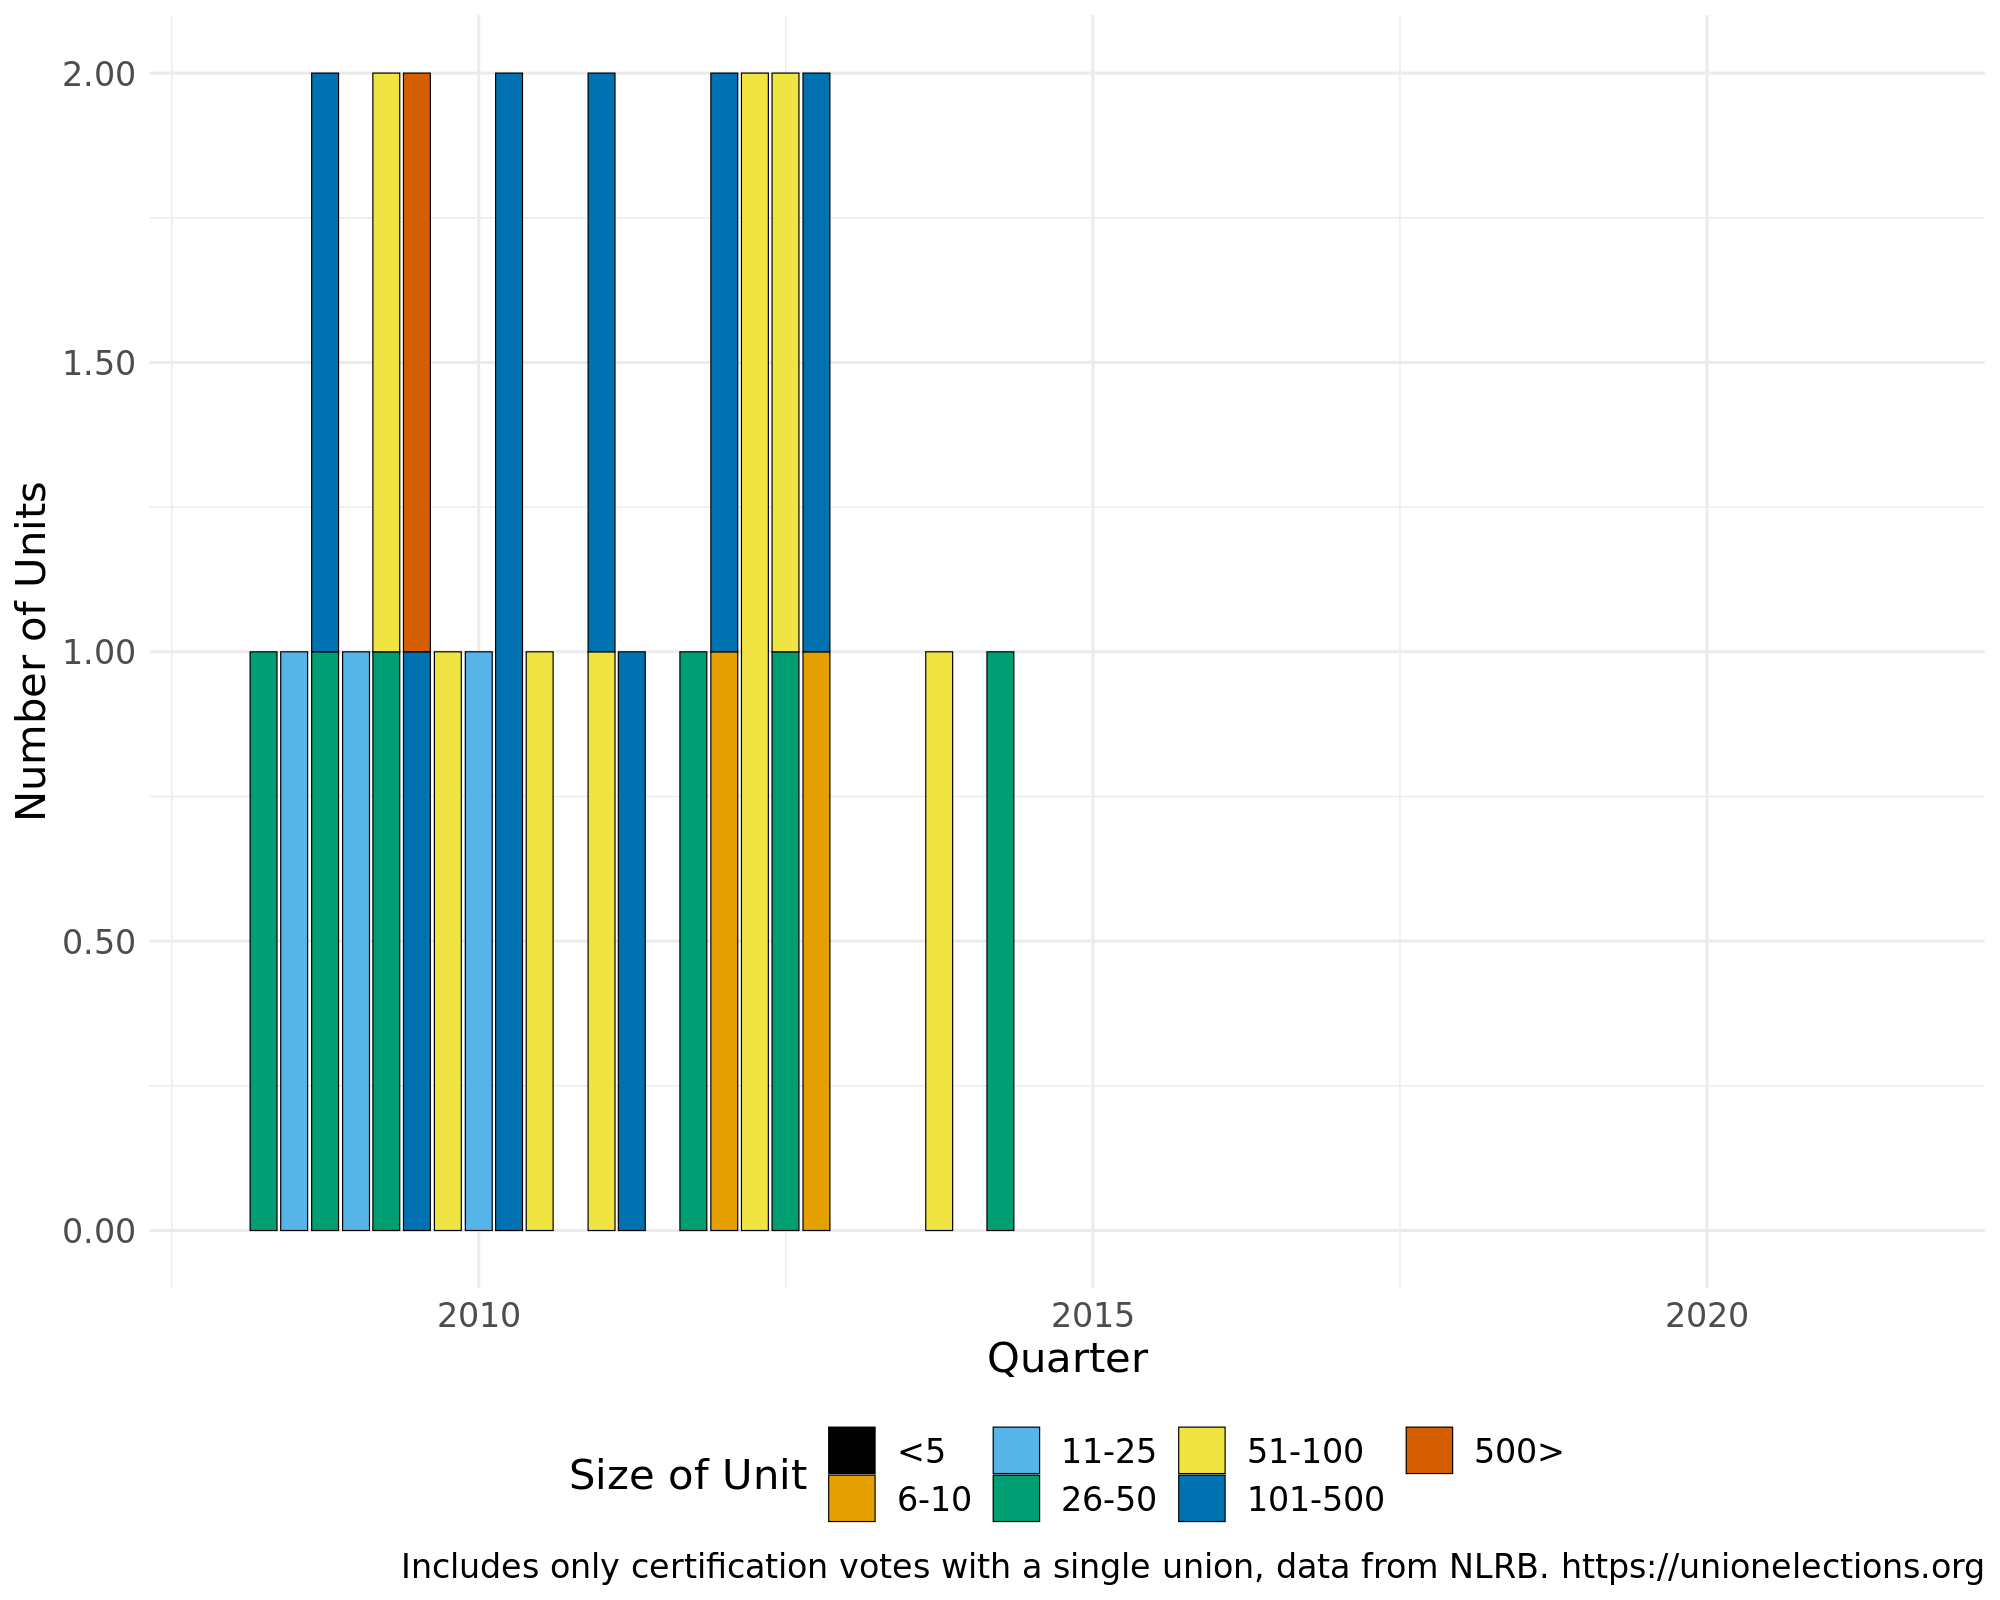 2.00
1.50
1.00
0.50
0.00
Number of Units
2010 2015 2020
Quarter
Size of Unit
<5 11-25 51-100 500>
6-10 26-50 101-500
Includes only certification votes with a single union, data from NLRB. https://unionelections.org